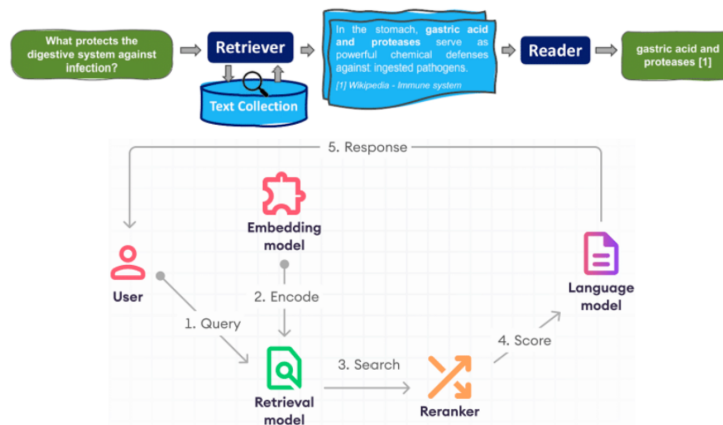 What protects the
digestive system against
infection?
Retriever
Text Collection
In the stomach, gastric acid
and proteases serve as
powerful chemical defenses
against ingested pathogens.
[1] Wikipedia - Immune system
Reader
gastric acid and
proteases [1]
5. Response
Embedding
model
User
2. Encode
Language
model
1. Query
4. Score
3. Search
Retrieval
model
Reranker